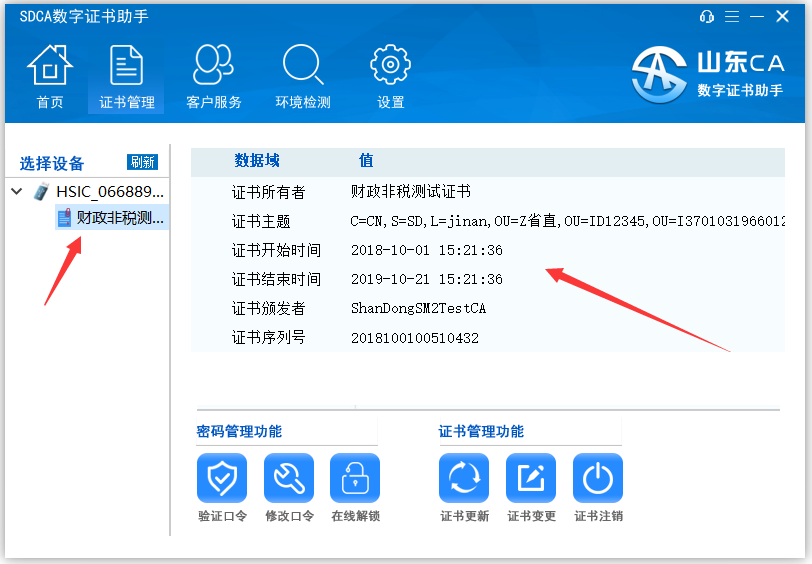 SDCA数字证书助手
首页
证书管理
客户服务
环境检测
设置
山东CA
数字证书助手
选择设备
刷新
HSIC_066889...
财政非税测...
数据域 值
证书所有者 财政非税测试证书
证书主题 C=CN,S=SD,L=jinan,OU=Z省直,OU=ID12345,OU=I3701031966012
证书开始时间 2018-10-01 15:21:36
证书结束时间 2019-10-21 15:21:36
证书颁发者 ShanDongSM2TestCA
证书序列号 2018100100510432
密码管理功能
验证口令
修改口令
在线解锁
证书管理功能
证书更新
证书变更
证书注销